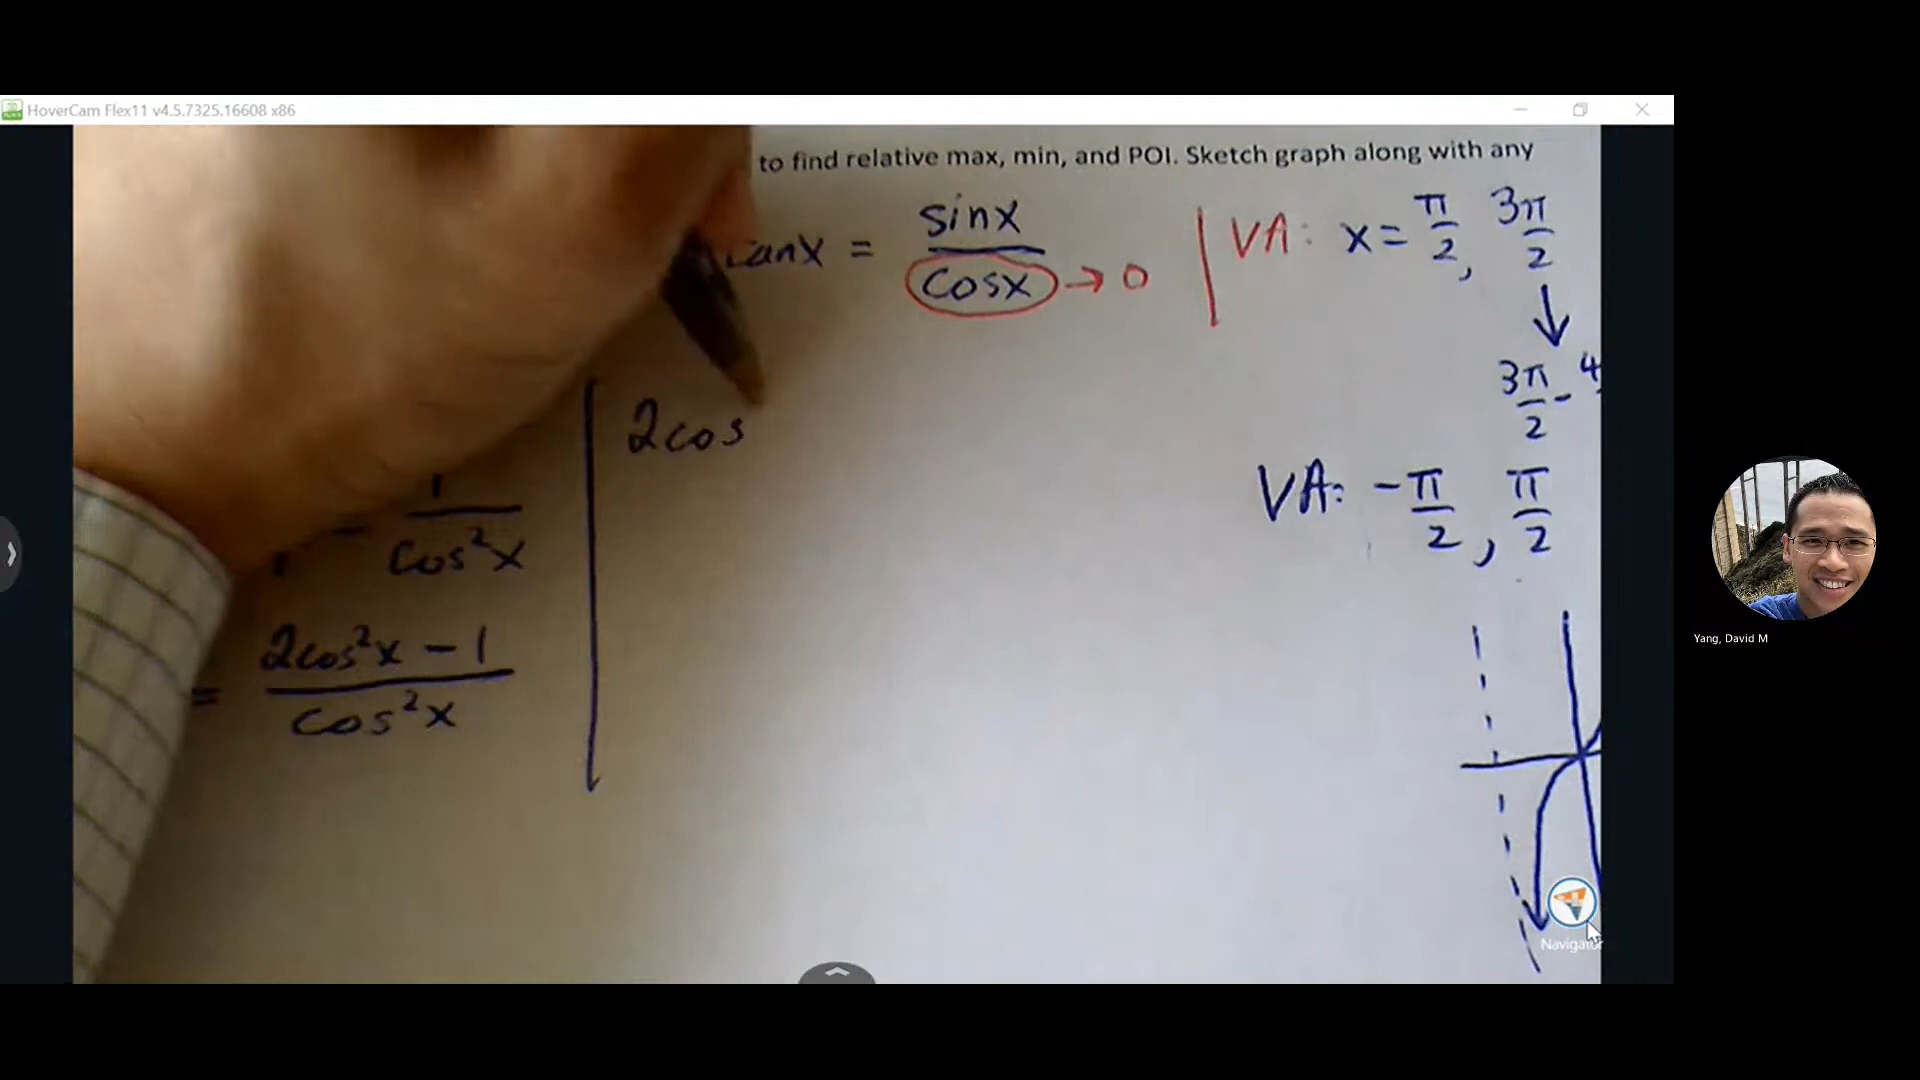 HoverCam Flex11 v4.5.7325.16608 x86
to find relative max, min, and POI. Sketch graph along with any
tanx = sinx / cosx → 0 | VA: x = π/2, 3π/2
3π/2 -
2cos
VA: -π/2, π/2
- 1/cos²x
= 2cos²x - 1 / cos²x
Navigator
Yang, David M